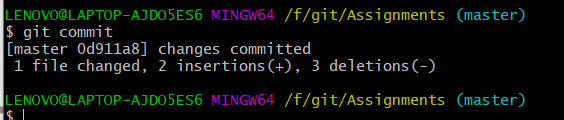 LENOVO@LAPTOP-AJDO5ES6 MINGW64 /f/git/Assignments (master)
$ git commit
[master 0d911a8] changes committed
 1 file changed, 2 insertions(+), 3 deletions(-)

LENOVO@LAPTOP-AJDO5ES6 MINGW64 /f/git/Assignments (master)
$